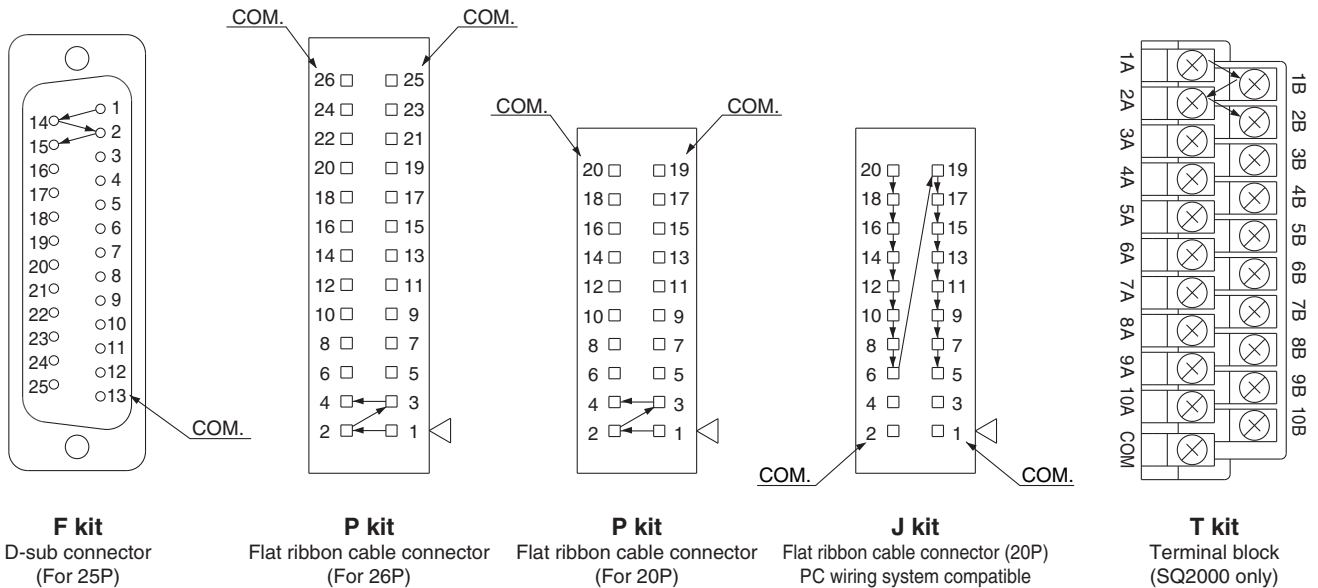 COM. COM.
1
14
2
15
3
16
4
17
5
18
6
19
7
20
8
21
9
22
10
23
11
24
12
25
13
COM.
26 25
24 23
22 21
20 19
18 17
16 15
14 13
12 11
10 9
8 7
6 5
4 3
2 1
COM. COM.
20 19
18 17
16 15
14 13
12 11
10 9
8 7
6 5
4 3
2 1
20 19
18 17
16 15
14 13
12 11
10 9
8 7
6 5
4 3
2 1
COM. COM.
1A
1B
2A
2B
3A
3B
4A
4B
5A
5B
6A
6B
7A
7B
8A
8B
9A
9B
10A
10B
COM
F kit
D-sub connector
(For 25P)
P kit
Flat ribbon cable connector
(For 26P)
P kit
Flat ribbon cable connector
(For 20P)
J kit
Flat ribbon cable connector (20P)
PC wiring system compatible
T kit
Terminal block
(SQ2000 only)